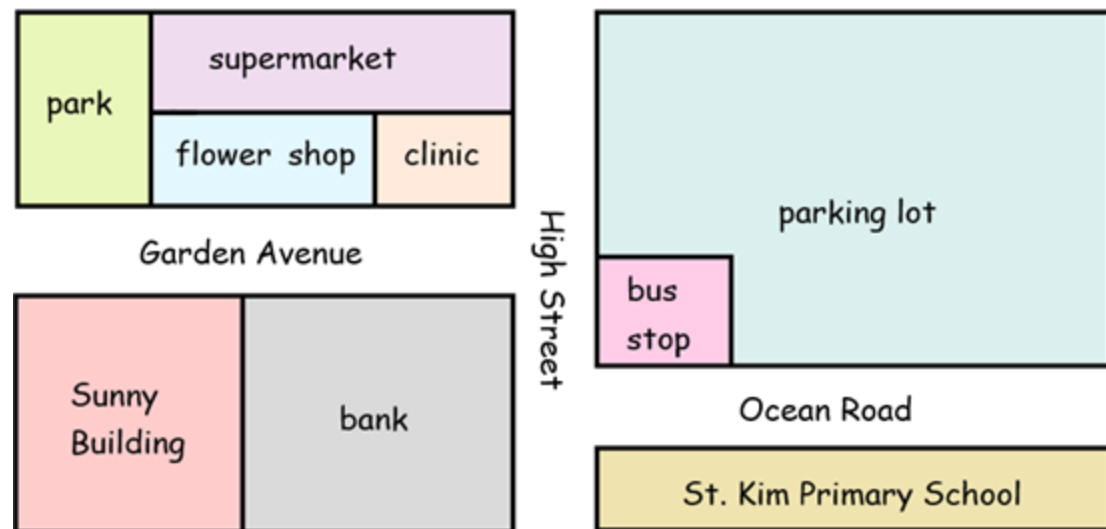 supermarket
park
flower shop
clinic
parking lot
Garden Avenue
High Street
bus
stop
Sunny
Building
bank
Ocean Road
St. Kim Primary School